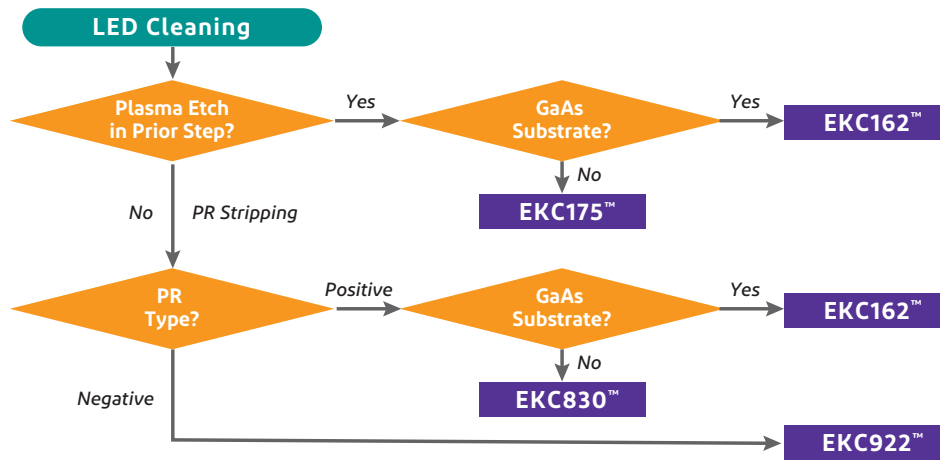 LED Cleaning
Plasma Etch
in Prior Step?
Yes
GaAs
Substrate?
Yes
EKC162™
No
EKC175™
No
PR Stripping
PR
Type?
Positive
GaAs
Substrate?
Yes
EKC162™
No
EKC830™
Negative
EKC922™